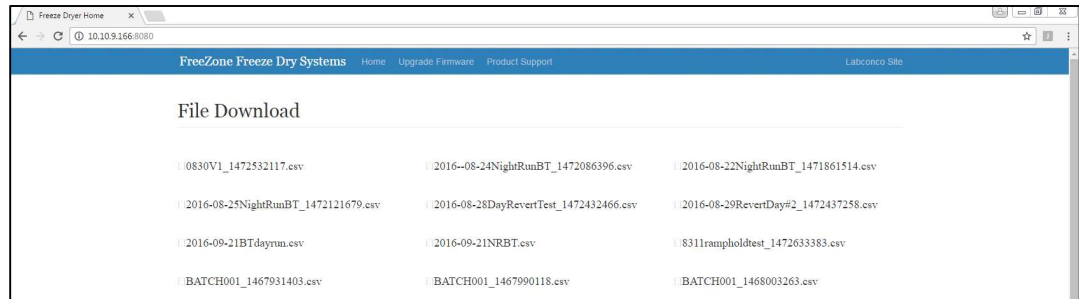 Freeze Dryer Home
10.10.9.166:8080
FreeZone Freeze Dry Systems Home Upgrade Firmware Product Support Labconco Site
File Download
0830V1_1472532117.csv 2016--08-24NightRunBT_1472086396.csv 2016-08-22NightRunBT_1471861514.csv
2016-08-25NightRunBT_1472121679.csv 2016-08-28DayRevertTest_1472432466.csv 2016-08-29RevertDay#2_1472437258.csv
2016-09-21BTdayrun.csv 2016-09-21NRBT.csv 8311rampholdtest_1472633383.csv
BATCH001_1467931403.csv BATCH001_1467990118.csv BATCH001_1468003263.csv